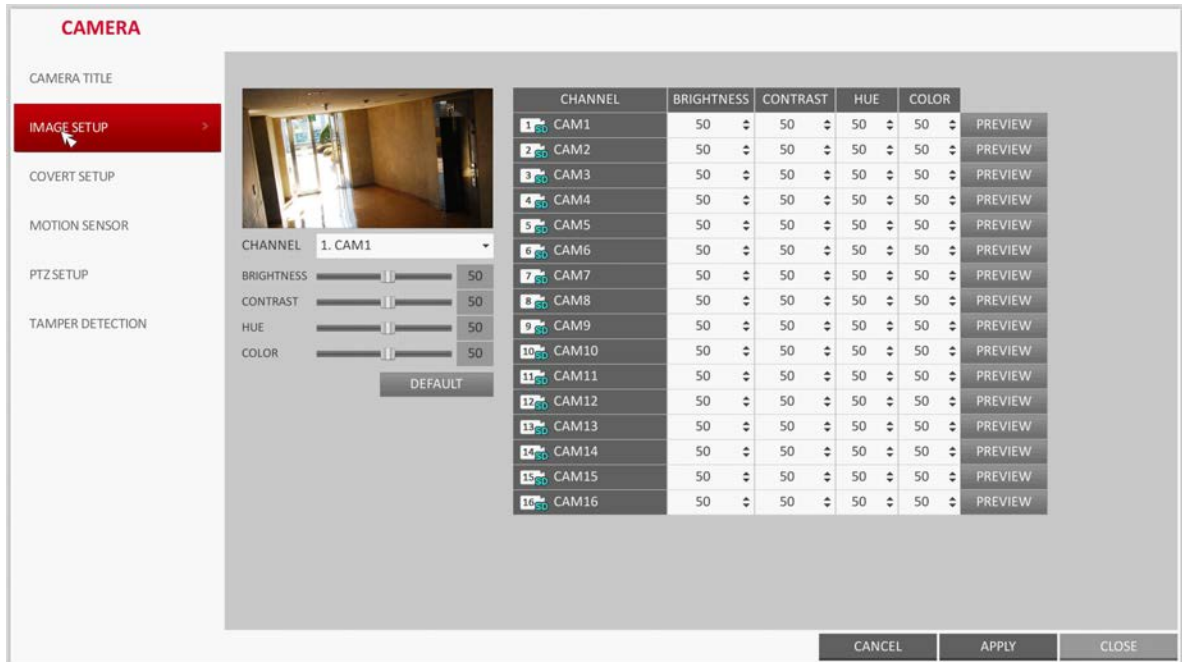 CAMERA
CAMERA TITLE
IMAGE SETUP >
COVERT SETUP
MOTION SENSOR
PTZ SETUP
TAMPER DETECTION
CHANNEL 1. CAM1
BRIGHTNESS 50
CONTRAST 50
HUE 50
COLOR 50
DEFAULT
CHANNEL BRIGHTNESS CONTRAST HUE COLOR
1 SD CAM1 50 50 50 50 PREVIEW
2 SD CAM2 50 50 50 50 PREVIEW
3 SD CAM3 50 50 50 50 PREVIEW
4 SD CAM4 50 50 50 50 PREVIEW
5 SD CAM5 50 50 50 50 PREVIEW
6 SD CAM6 50 50 50 50 PREVIEW
7 SD CAM7 50 50 50 50 PREVIEW
8 SD CAM8 50 50 50 50 PREVIEW
9 SD CAM9 50 50 50 50 PREVIEW
10 SD CAM10 50 50 50 50 PREVIEW
11 SD CAM11 50 50 50 50 PREVIEW
12 SD CAM12 50 50 50 50 PREVIEW
13 SD CAM13 50 50 50 50 PREVIEW
14 SD CAM14 50 50 50 50 PREVIEW
15 SD CAM15 50 50 50 50 PREVIEW
16 SD CAM16 50 50 50 50 PREVIEW
CANCEL APPLY CLOSE